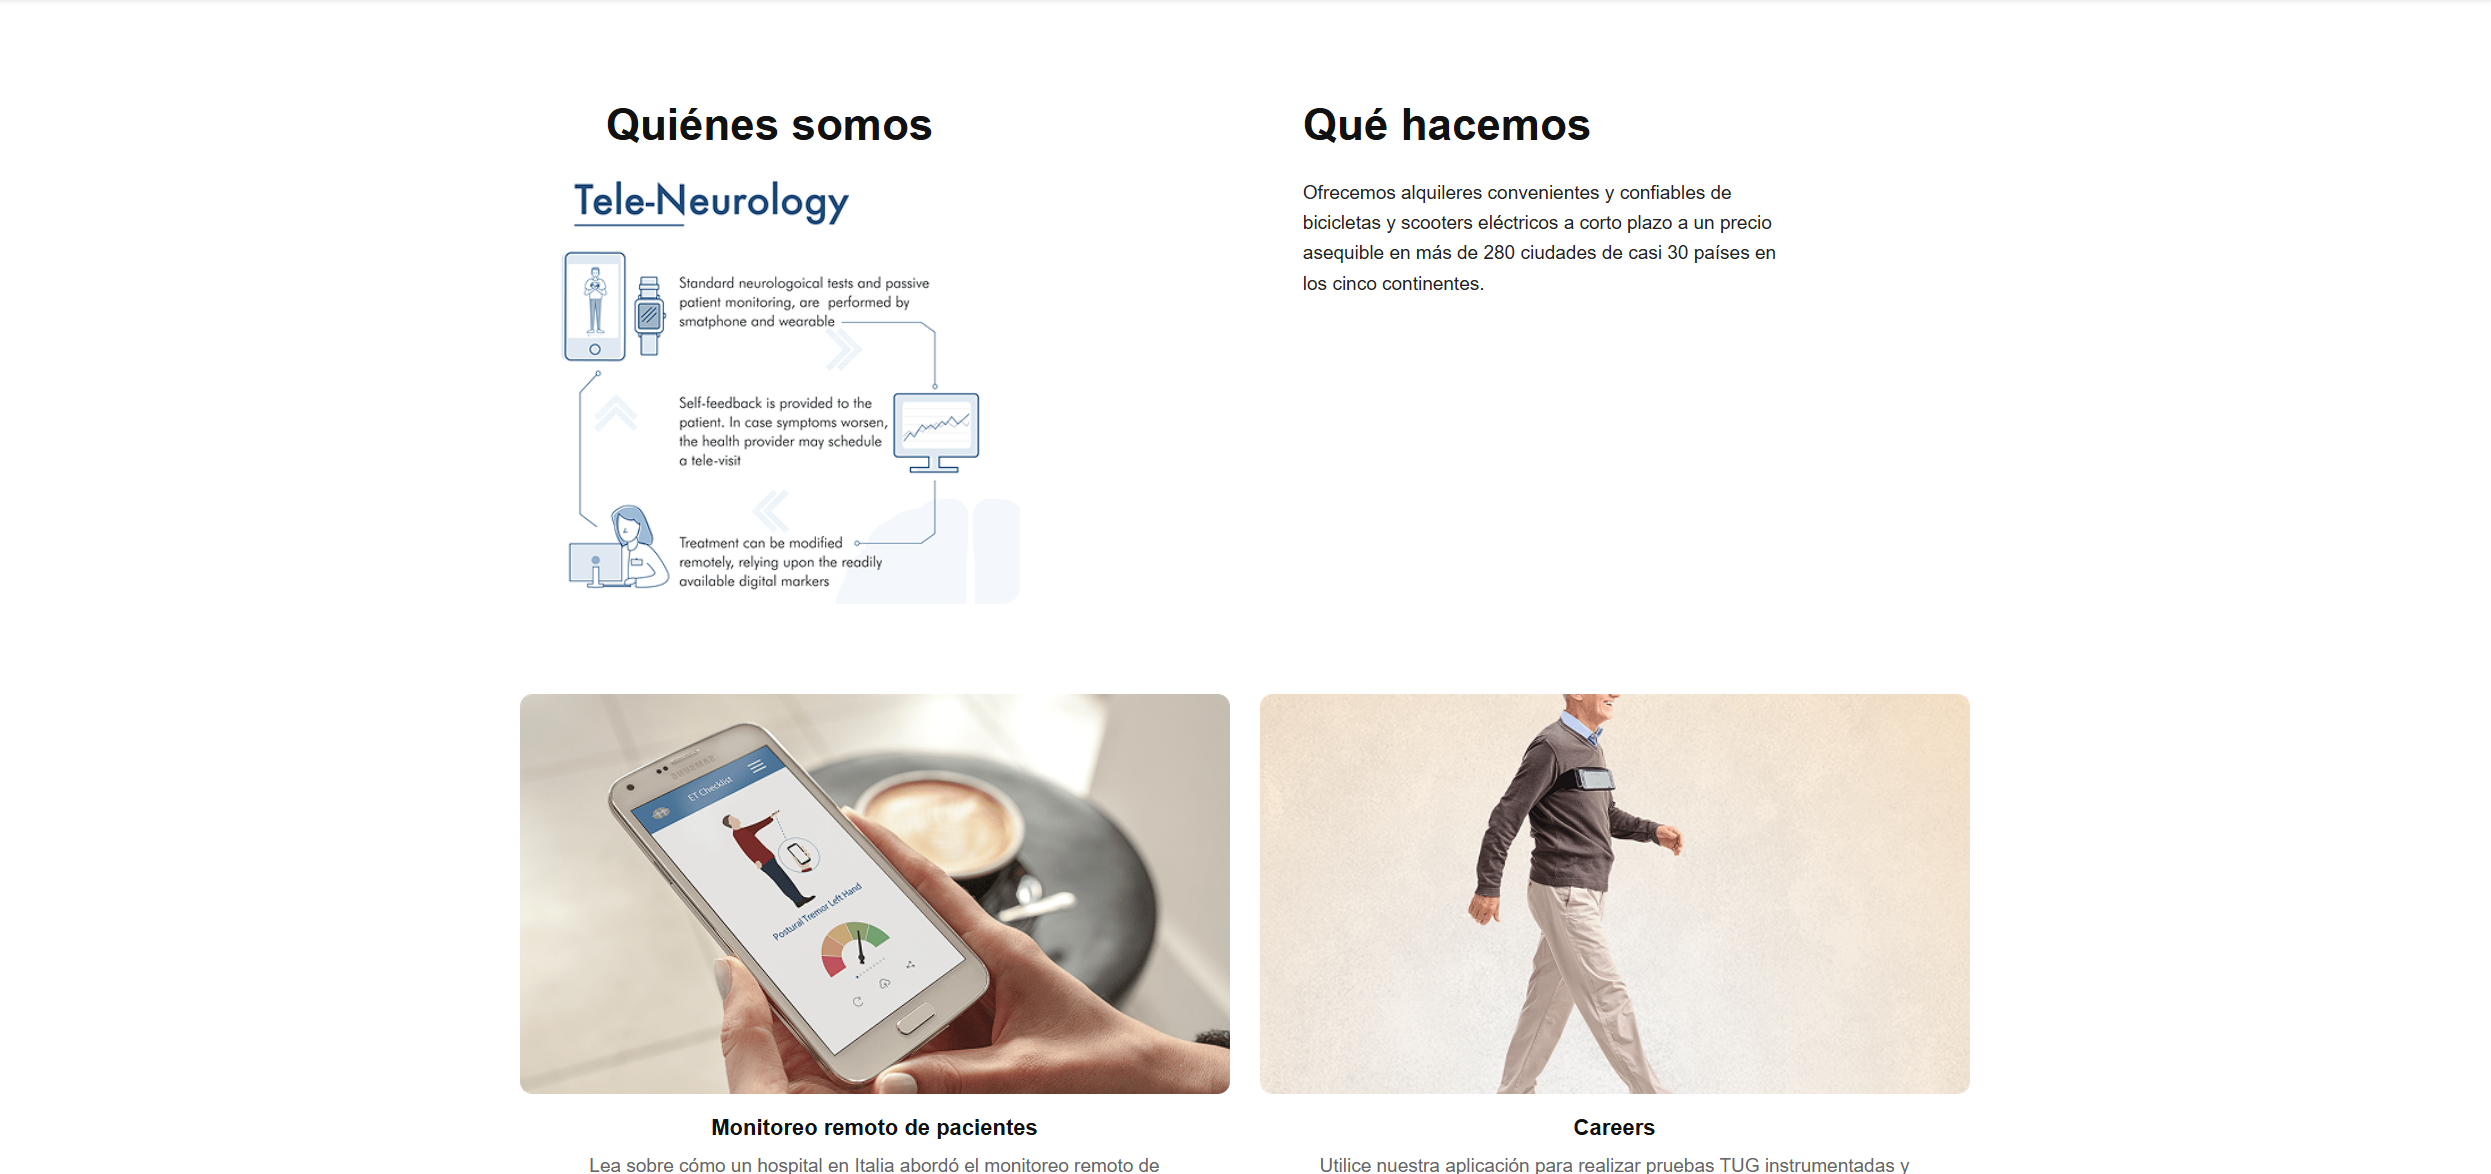 Quiénes somos
Tele-Neurology
Standard neurologoical tests and passive
patient monitoring, are performed by
smatphone and wearable
Self-feedback is provided to the
patient. In case symptoms worsen,
the health provider may schedule
a tele-visit
Treatment can be modified
remotely, relying upon the readily
available digital markers
Qué hacemos
Ofrecemos alquileres convenientes y confiables de
bicicletas y scooters eléctricos a corto plazo a un precio
asequible en más de 280 ciudades de casi 30 países en
los cinco continentes.
SAMSUNG
ET Checklist
Postural Tremor Left Hand
Monitoreo remoto de pacientes
Lea sobre cómo un hospital en Italia abordó el monitoreo remoto de
Careers
Utilice nuestra aplicación para realizar pruebas TUG instrumentadas y